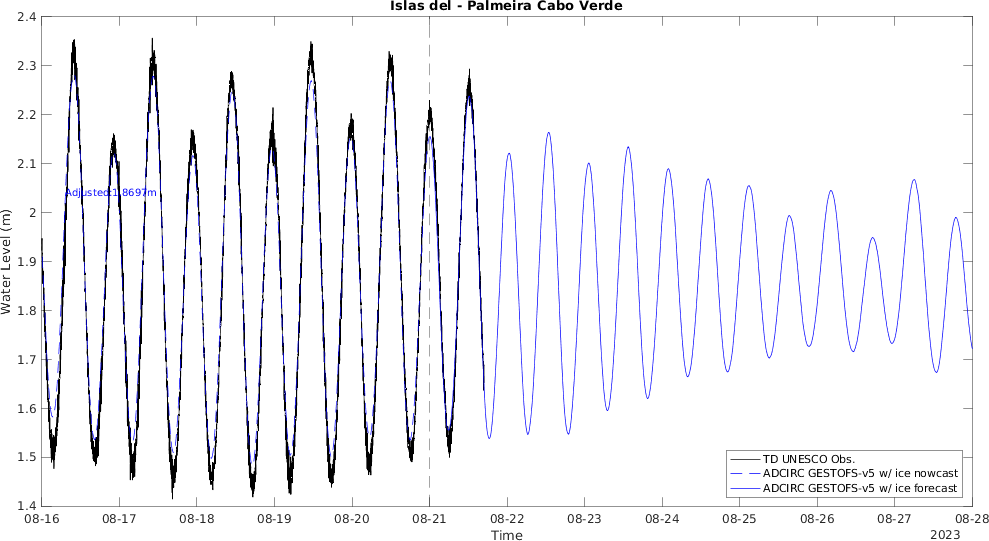 Islas del - Palmeira Cabo Verde
2.4
2.3
2.2
2.1
2
1.9
1.8
1.7
1.6
1.5
1.4
Water Level (m)
Adjusted:1.8697m
TD UNESCO Obs.
ADCIRC GESTOFS-v5 w/ ice nowcast
ADCIRC GESTOFS-v5 w/ ice forecast
08-16 08-17 08-18 08-19 08-20 08-21 08-22 08-23 08-24 08-25 08-26 08-27 08-28
Time
2023